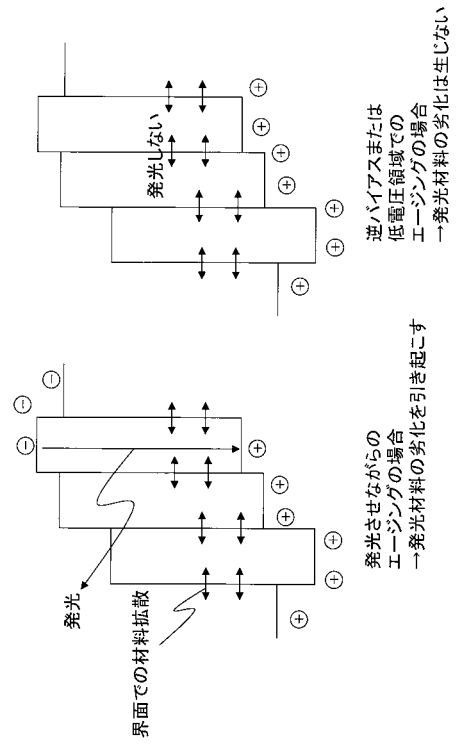 発光
界面での材料拡散
発光させながらの
エージングの場合
→発光材料の劣化を引き起こす
発光しない
逆バイアスまたは
低電圧領域での
エージングの場合
→発光材料の劣化は生じない